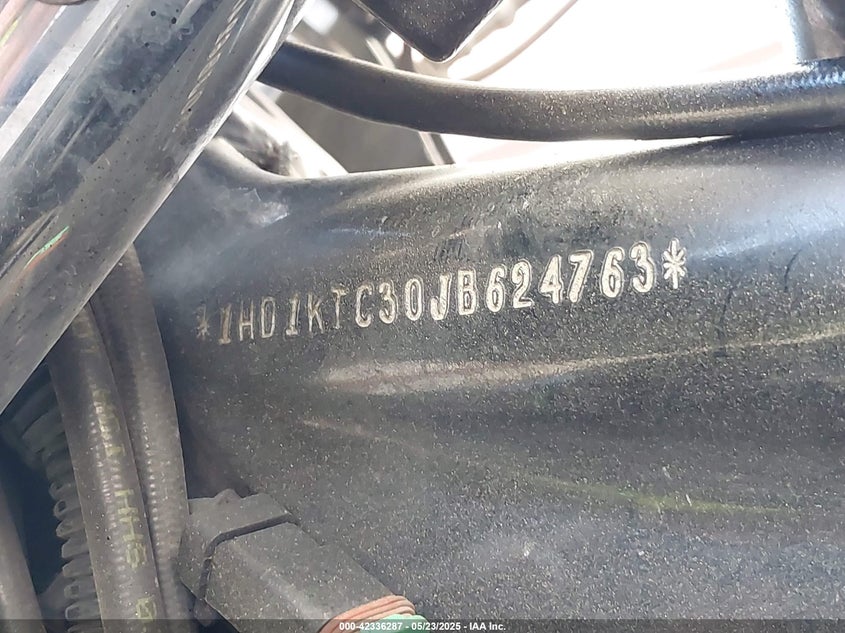 *1HD1KTC30JB624763*
000-42336287 - 05/23/2025 - IAA Inc.